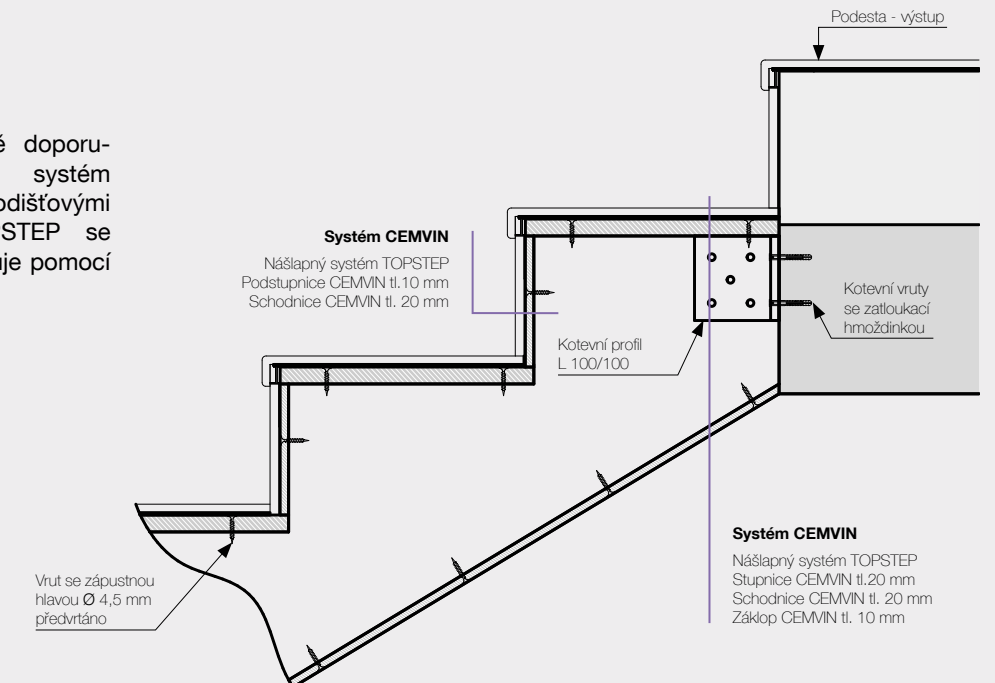 Podesta - výstup
é doporu-
systém
odišťovými
STEP se
uje pomocí
Systém CEMVIN
Nášlapný systém TOPSTEP
Podstupnice CEMVIN tl.10 mm
Schodnice CEMVIN tl. 20 mm
Kotevní vruty
se zatloukací
hmoždinkou
Kotevní profil
L 100/100
Systém CEMVIN
Nášlapný systém TOPSTEP
Stupnice CEMVIN tl.20 mm
Schodnice CEMVIN tl. 20 mm
Záklop CEMVIN tl. 10 mm
Vrut se zápustnou
hlavou Ø 4,5 mm
předvrtáno